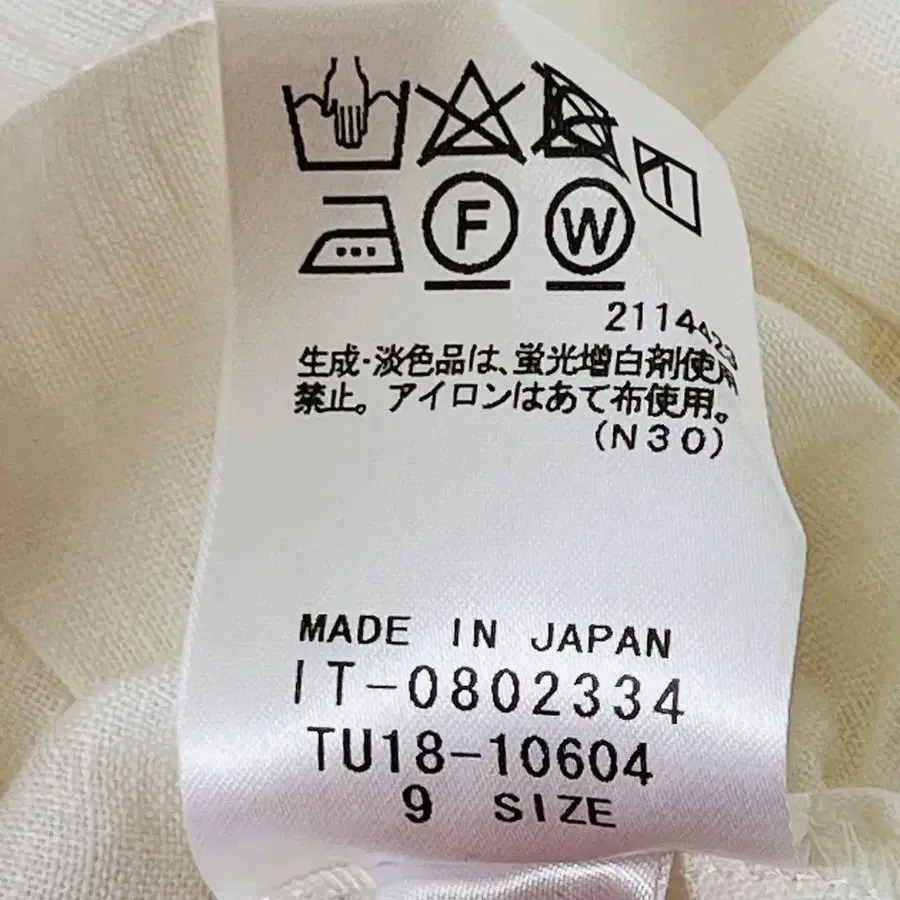 F W
生成・淡色品は、蛍光増白剤使用
禁止。アイロンはあて布使用。
(N30)
MADE IN JAPAN
IT-0802334
TU18-10604
9 SIZE